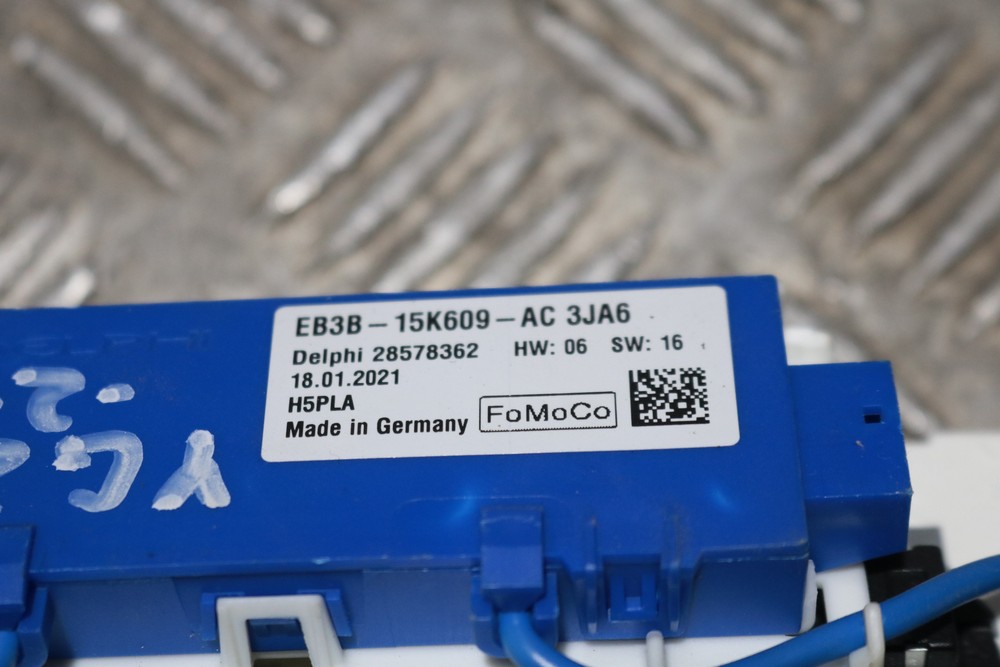 EB3B-15K609-AC 3JA6
Delphi 28578362 HW: 06 SW: 16
18.01.2021
H5PLA
Made in Germany FoMoCo